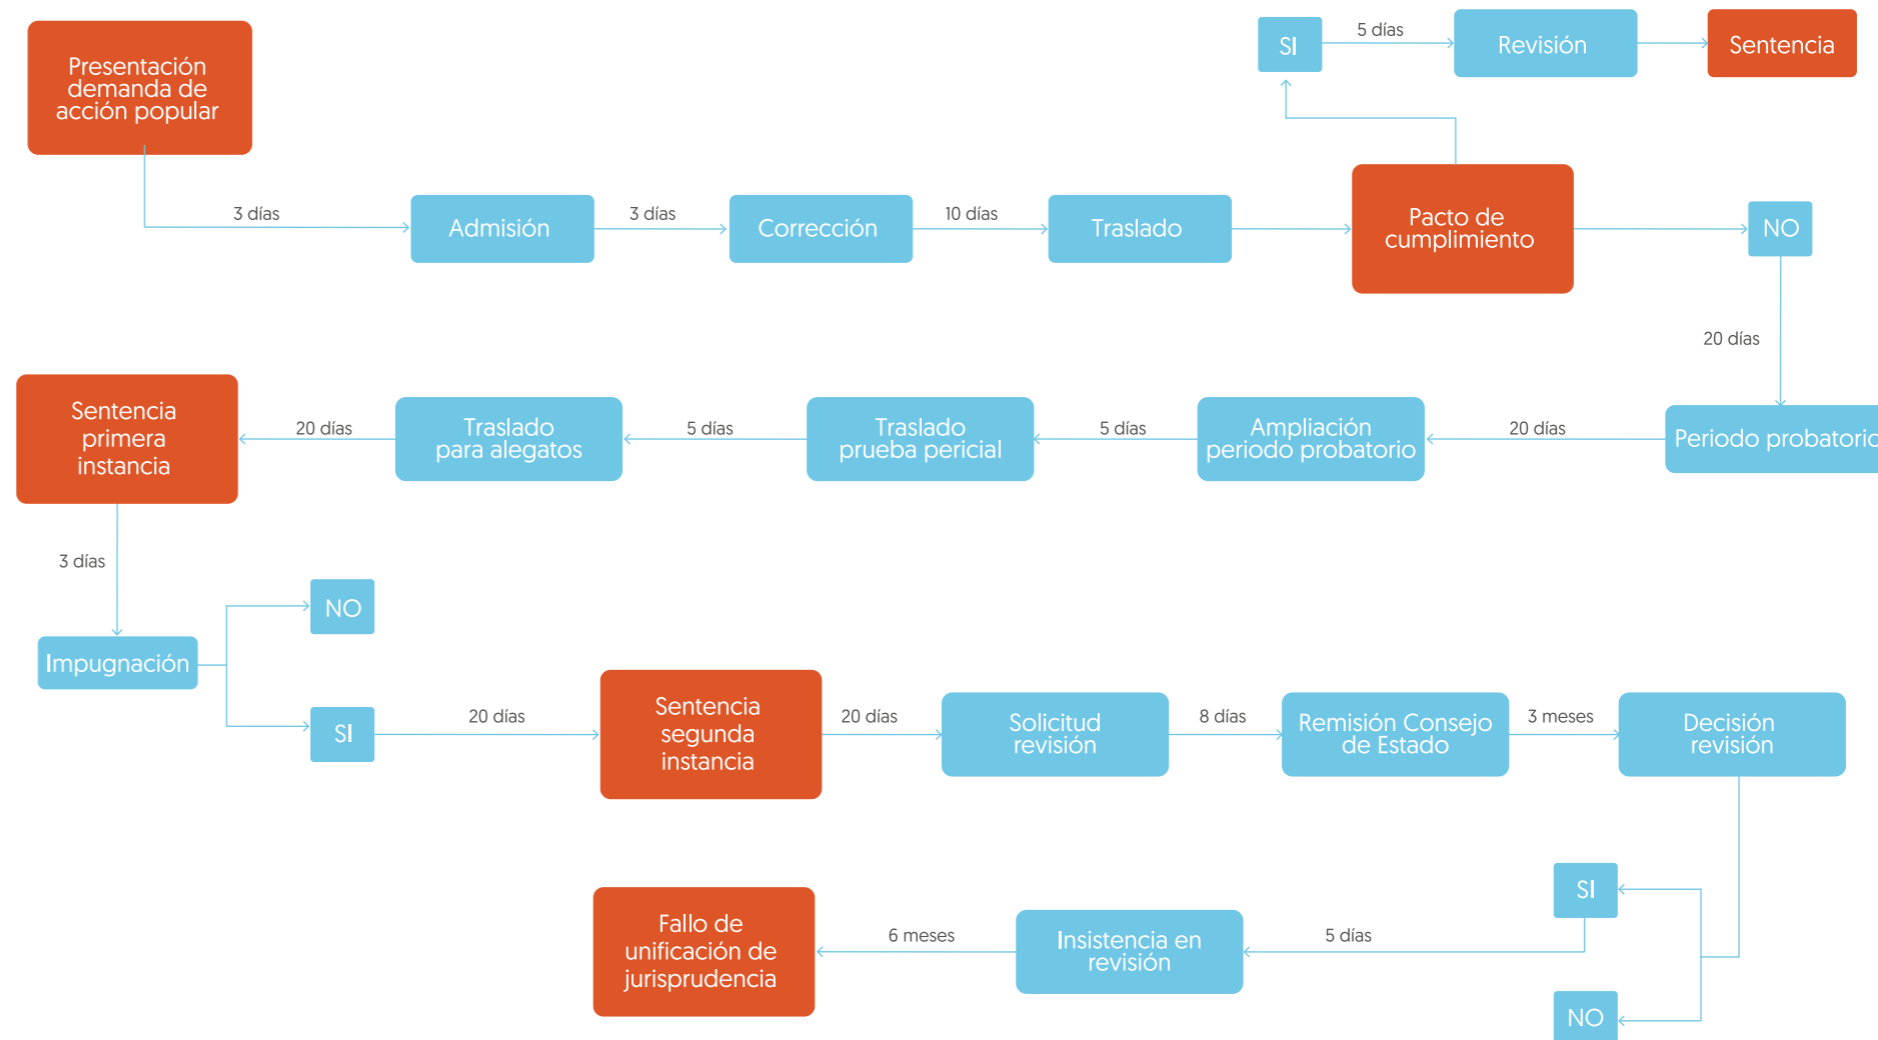 Presentación
demanda de
acción popular
3 días
Admisión
3 días
Corrección
10 días
Traslado
Pacto de
cumplimiento
SI
5 días
Revisión
Sentencia
NO
20 días
Periodo probatorio
20 días
Ampliación
periodo probatorio
5 días
Traslado
prueba pericial
5 días
Traslado
para alegatos
20 días
Sentencia
primera
instancia
3 días
Impugnación
NO
SI
20 días
Sentencia
segunda
instancia
20 días
Solicitud
revisión
8 días
Remisión Consejo
de Estado
3 meses
Decisión
revisión
SI
NO
5 días
Insistencia en
revisión
6 meses
Fallo de
unificación de
jurisprudencia